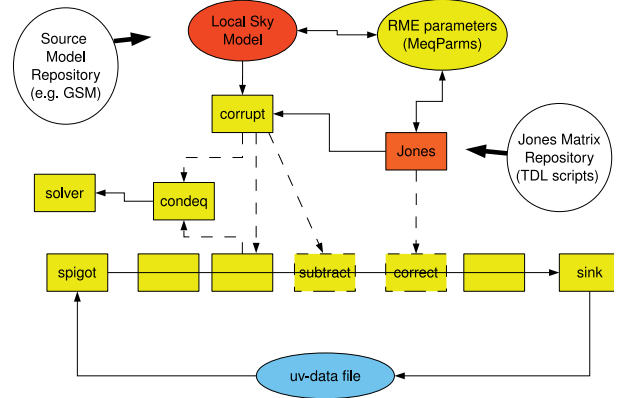 Source
Model
Repository
(e.g. GSM)
Local Sky
Model
RME parameters
(MeqParms)
corrupt
Jones
Jones Matrix
Repository
(TDL scripts)
solver
condeq
spigot
subtract
correct
sink
uv-data file